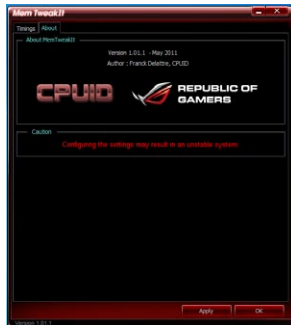 Mem TweakIt
Timings About
About MemTweakIt
Version 1.01.1 - May 2011
Author : Franck Delattre, CPUID
CPUID
REPUBLIC OF
GAMERS
Caution
Configuring the settings may result in an unstable system
Apply OK
Version 1.01.1